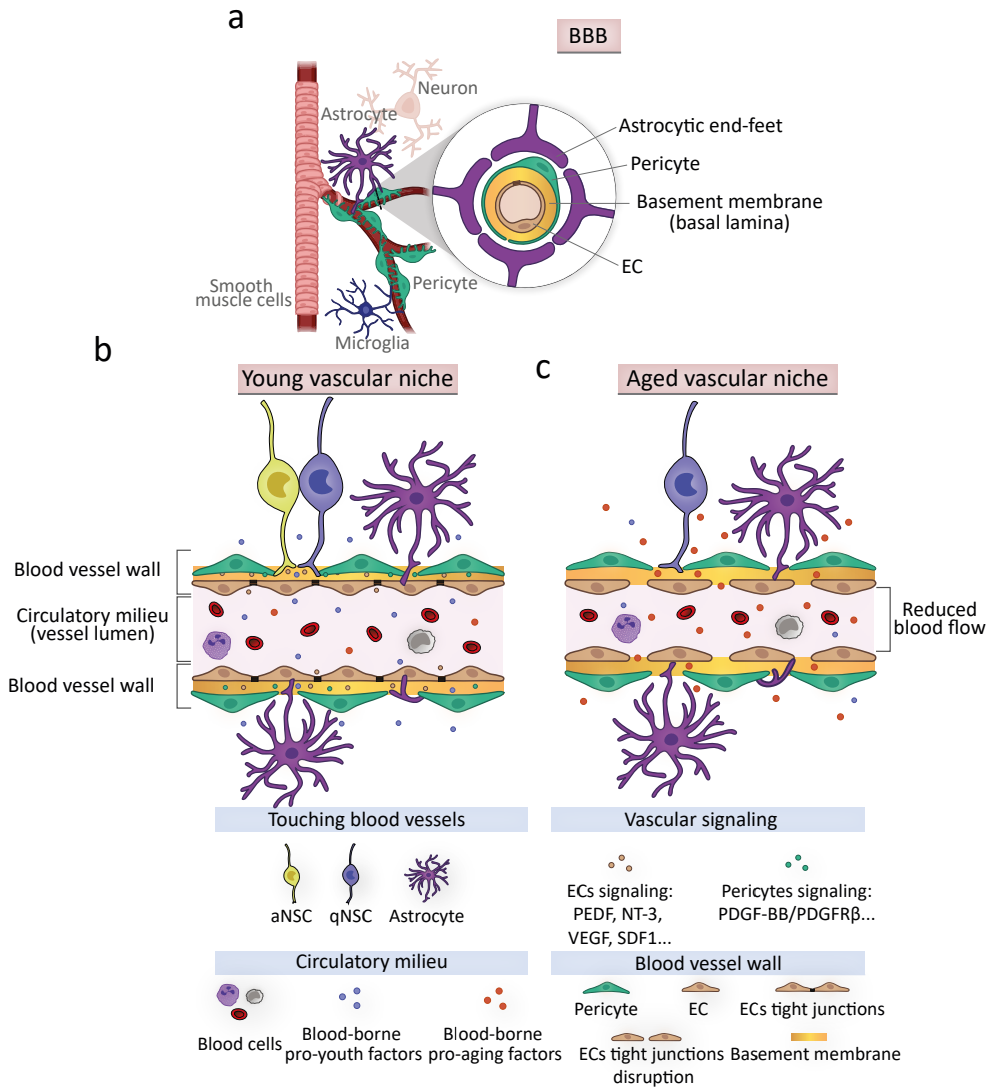 a
BBB
Neuron
Astrocyte
Astrocytic end-feet
Pericyte
Basement membrane
(basal lamina)
EC
Smooth
muscle cells
Pericyte
Microglia
b
Young vascular niche
c
Aged vascular niche
Blood vessel wall
Circulatory milieu
(vessel lumen)
Blood vessel wall
Reduced
blood flow
Touching blood vessels
aNSC
qNSC
Astrocyte
Vascular signaling
ECs signaling:
PEDF, NT-3,
VEGF, SDF1...
Pericytes signaling:
PDGF-BB/PDGFRβ...
Circulatory milieu
Blood cells
Blood-borne
pro-youth factors
Blood-borne
pro-aging factors
Blood vessel wall
Pericyte
EC
ECs tight junctions
ECs tight junctions
disruption
Basement membrane